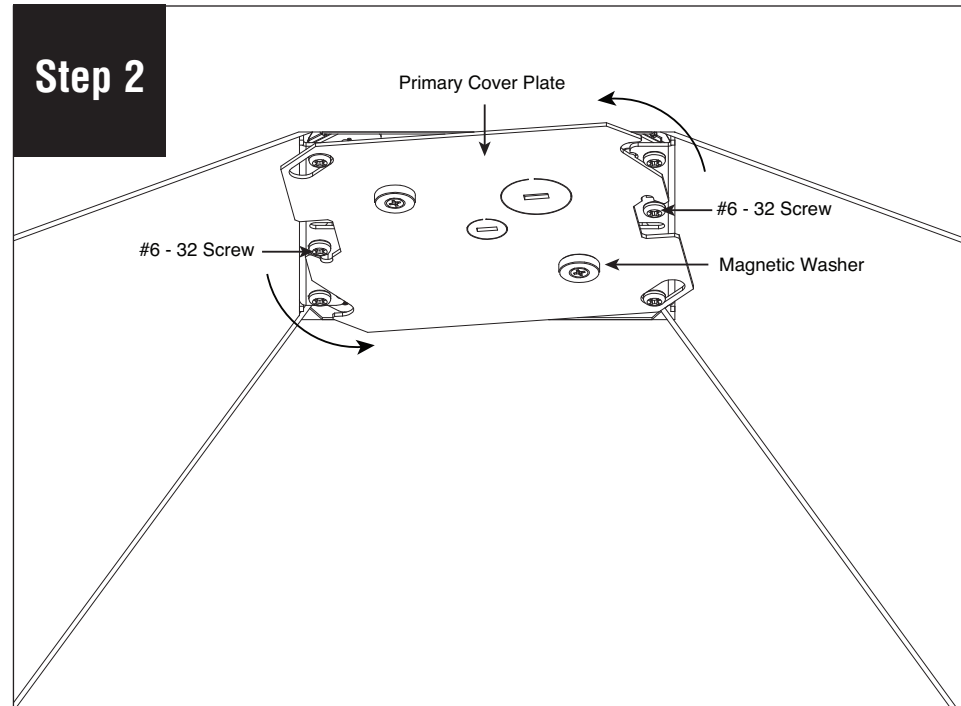 Step 2
Primary Cover Plate
#6 - 32 Screw
#6 - 32 Screw
Magnetic Washer